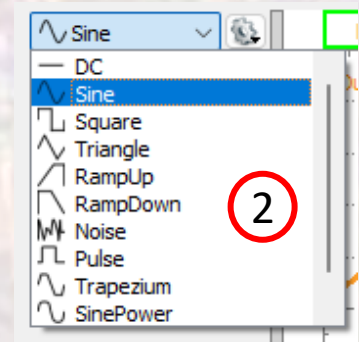 Sine
DC
Sine
Square
Triangle
RampUp
RampDown
Noise
Pulse
Trapezium
SinePower
2